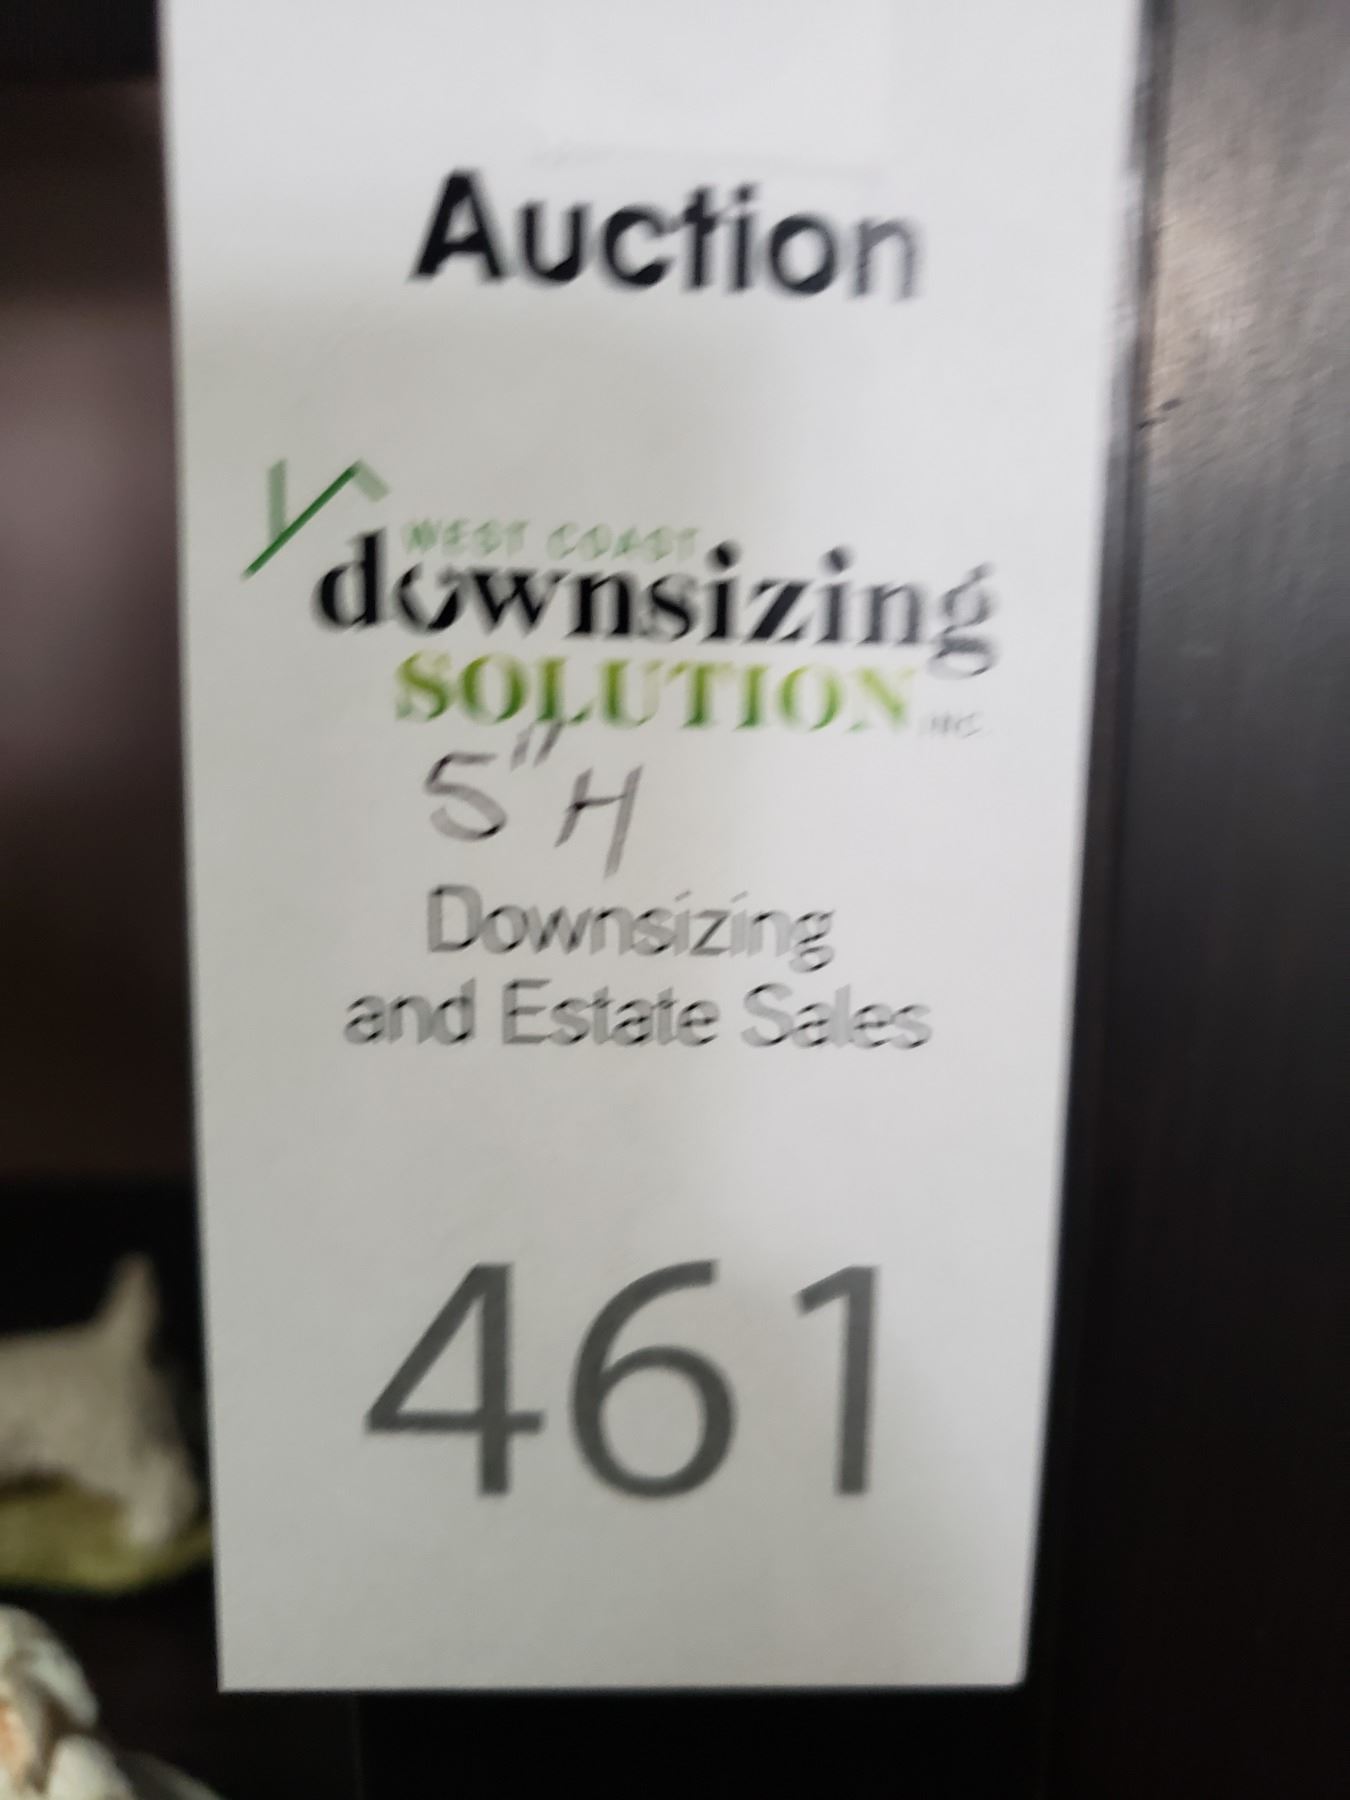 Auction
WEST COAST
downsizing
SOLUTION INC.
5" H
Downsizing
and Estate Sales
461